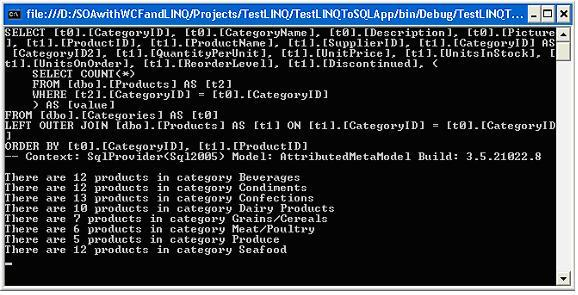 file:///D:/SOAwithWCFandLINQ/Projects/TestLINQ/TestLINQToSQLApp/bin/Debug/TestLINQT...
SELECT [t0].[CategoryID], [t0].[CategoryName], [t0].[Description], [t0].[Picture
], [t1].[ProductID], [t1].[ProductName], [t1].[SupplierID], [t1].[CategoryID] AS
[CategoryID2], [t1].[QuantityPerUnit], [t1].[UnitPrice], [t1].[UnitsInStock], [
t1].[UnitsOnOrder], [t1].[ReorderLevel], [t1].[Discontinued], (
SELECT COUNT(*)
FROM [dbo].[Products] AS [t2]
WHERE [t2].[CategoryID] = [t0].[CategoryID]
) AS [value]
FROM [dbo].[Categories] AS [t0]
LEFT OUTER JOIN [dbo].[Products] AS [t1] ON [t1].[CategoryID] = [t0].[CategoryID
]
ORDER BY [t0].[CategoryID], [t1].[ProductID]
-- Context: SqlProvider(Sql2005) Model: AttributedMetaModel Build: 3.5.21022.8
There are 12 products in category Beverages
There are 12 products in category Condiments
There are 13 products in category Confections
There are 10 products in category Dairy Products
There are 7 products in category Grains/Cereals
There are 6 products in category Meat/Poultry
There are 5 products in category Produce
There are 12 products in category Seafood